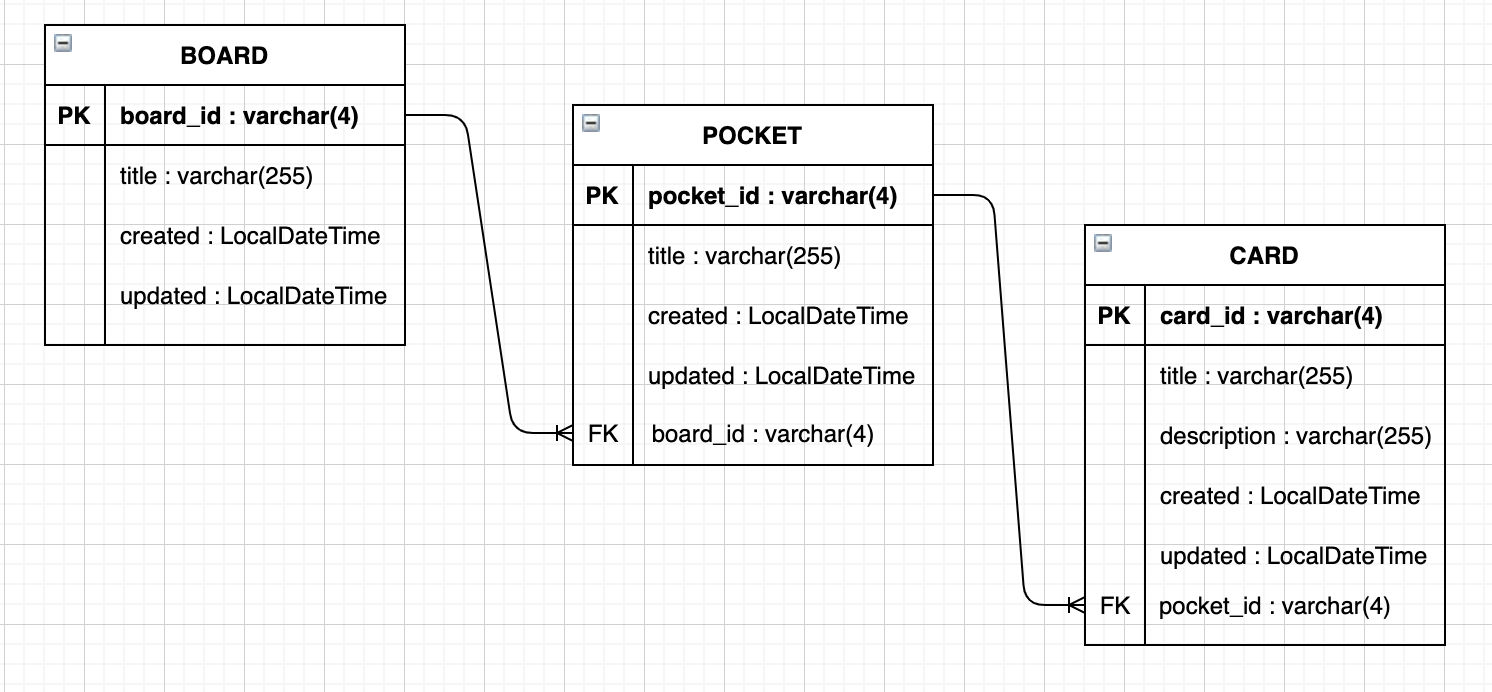 BOARD
PK board_id : varchar(4)
title : varchar(255)
created : LocalDateTime
updated : LocalDateTime
POCKET
PK pocket_id : varchar(4)
title : varchar(255)
created : LocalDateTime
updated : LocalDateTime
FK board_id : varchar(4)
CARD
PK card_id : varchar(4)
title : varchar(255)
description : varchar(255)
created : LocalDateTime
updated : LocalDateTime
FK pocket_id : varchar(4)